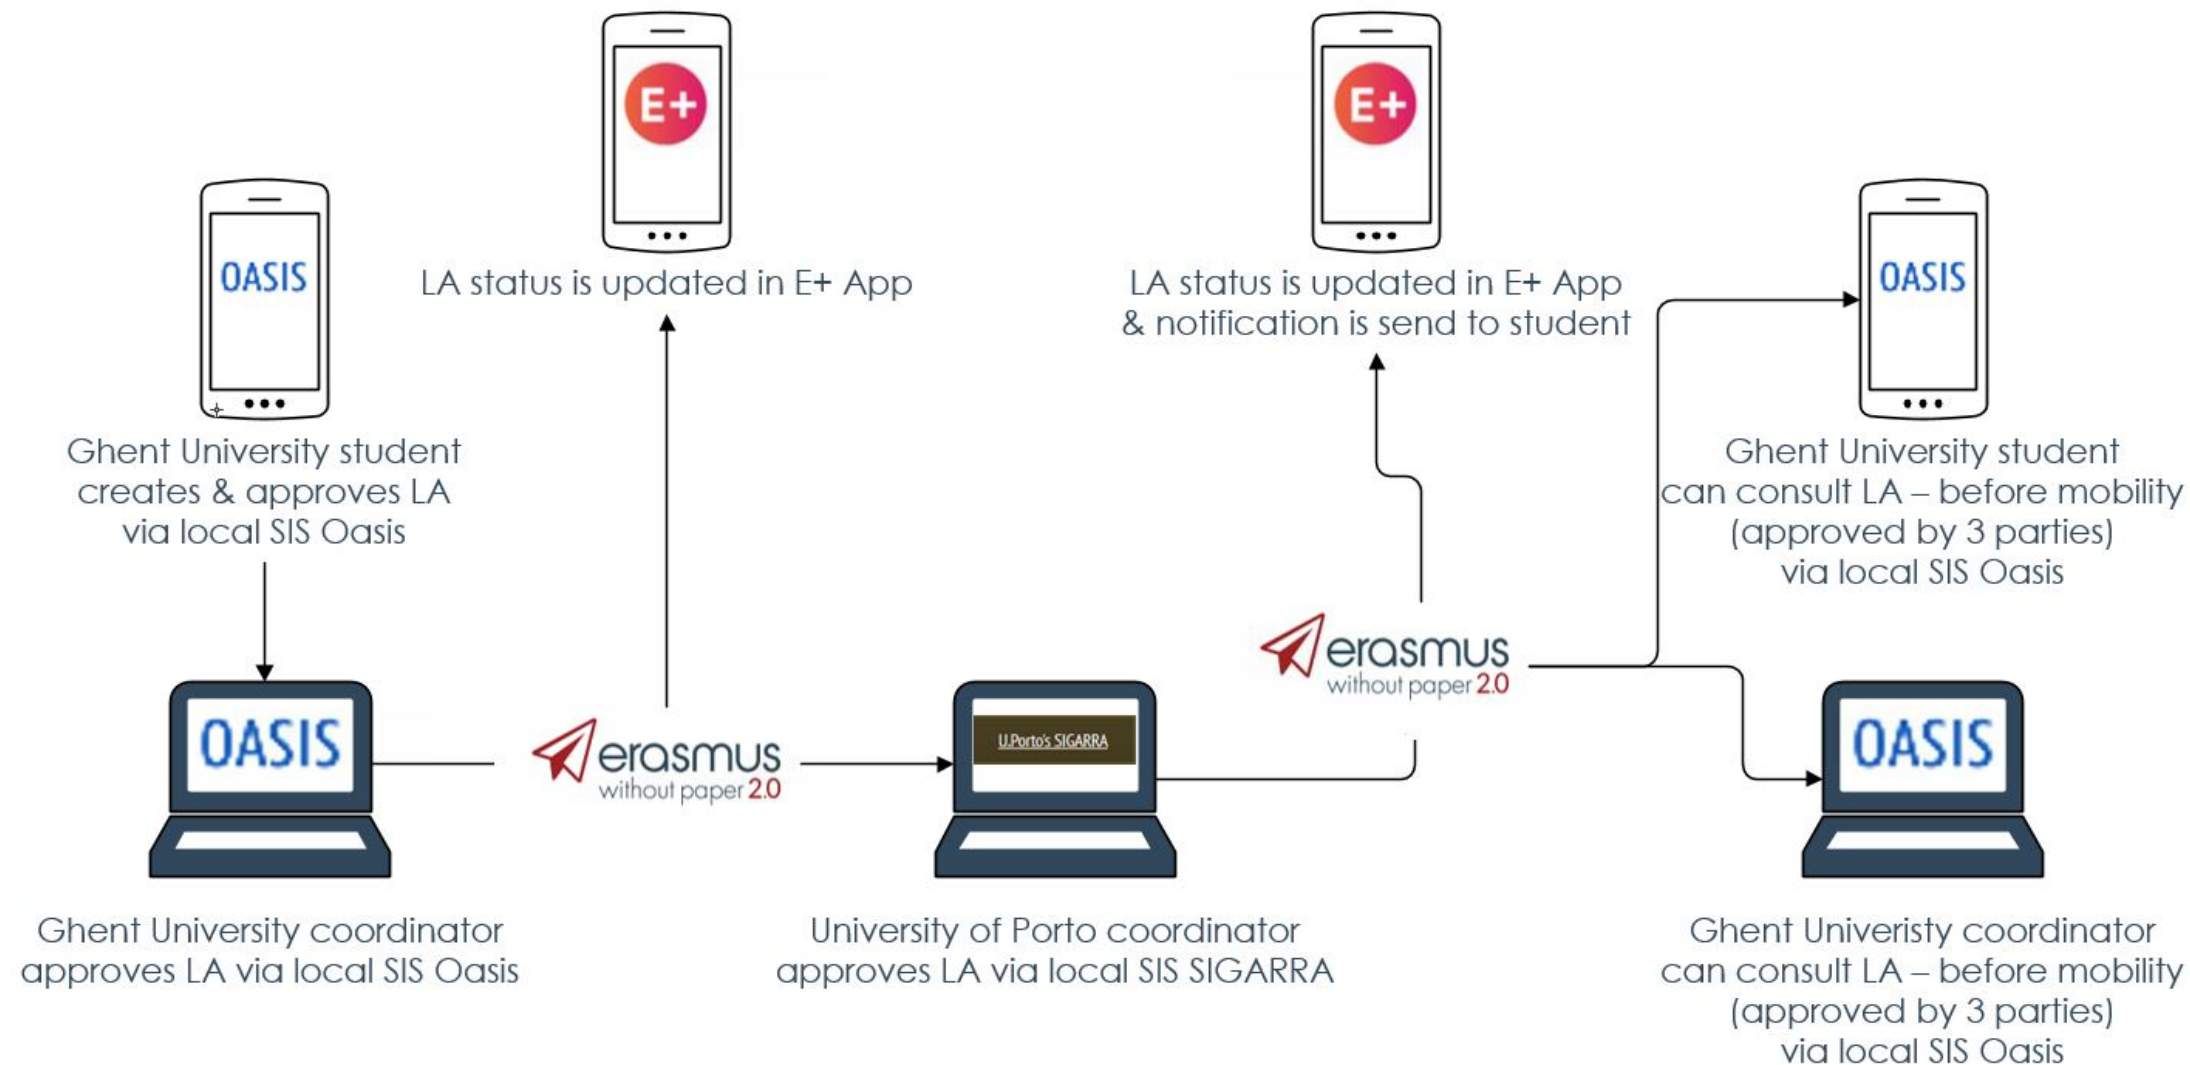 E+
LA status is updated in E+ App
E+
LA status is updated in E+ App
& notification is send to student
OASIS
Ghent University student
creates & approves LA
via local SIS Oasis
OASIS
Ghent University student
can consult LA – before mobility
(approved by 3 parties)
via local SIS Oasis
OASIS
Ghent University coordinator
approves LA via local SIS Oasis
erasmus
without paper 2.0
U.Porto's SIGARRA
University of Porto coordinator
approves LA via local SIS SIGARRA
erasmus
without paper 2.0
OASIS
Ghent Univeristy coordinator
can consult LA – before mobility
(approved by 3 parties)
via local SIS Oasis